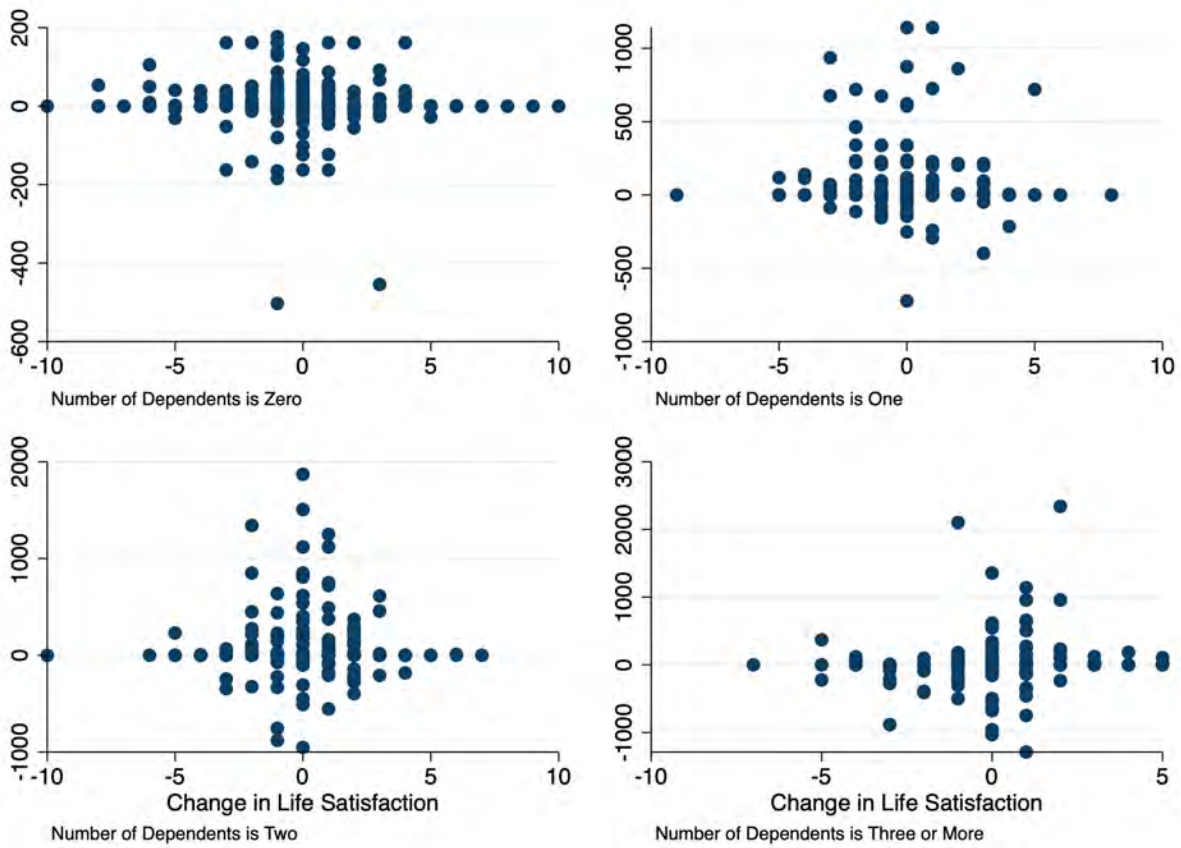 200
0
-200
-400
-600
-10 -5 0 5 10
Number of Dependents is Zero
1000
500
0
-500
-1000
-10 -5 0 5 10
Number of Dependents is One
2000
1000
0
-1000
-10 -5 0 5 10
Change in Life Satisfaction
Number of Dependents is Two
3000
2000
1000
0
-1000
-10 -5 0 5
Change in Life Satisfaction
Number of Dependents is Three or More